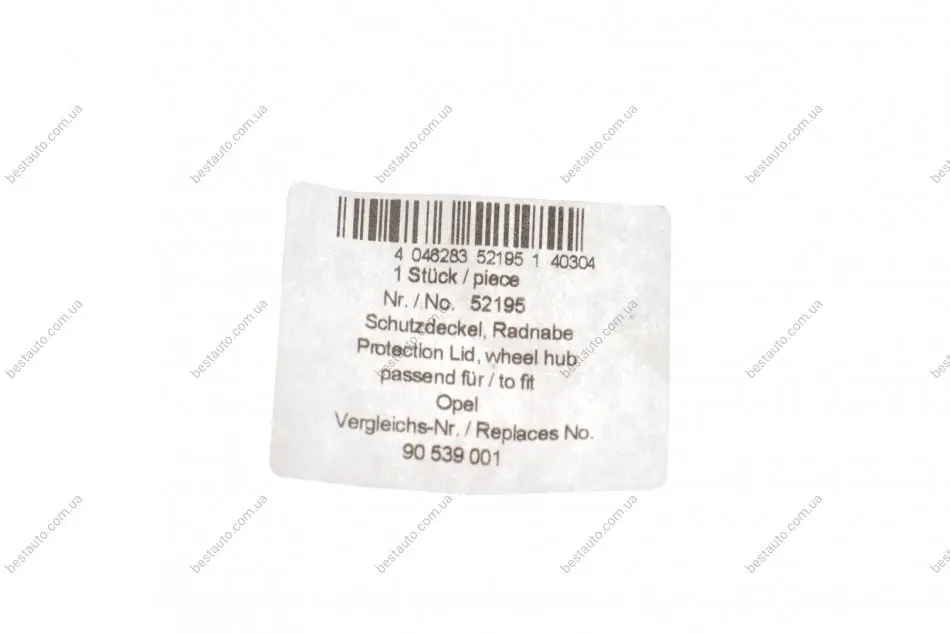 4 046283 52195 1 40304
1 Stück / piece
Nr. / No. 52195
Schutzdeckel, Radnabe
Protection Lid, wheel hub
passend für / to fit
Opel
Vergleichs-Nr. / Replaces No.
90 539 001
bestauto.com.ua